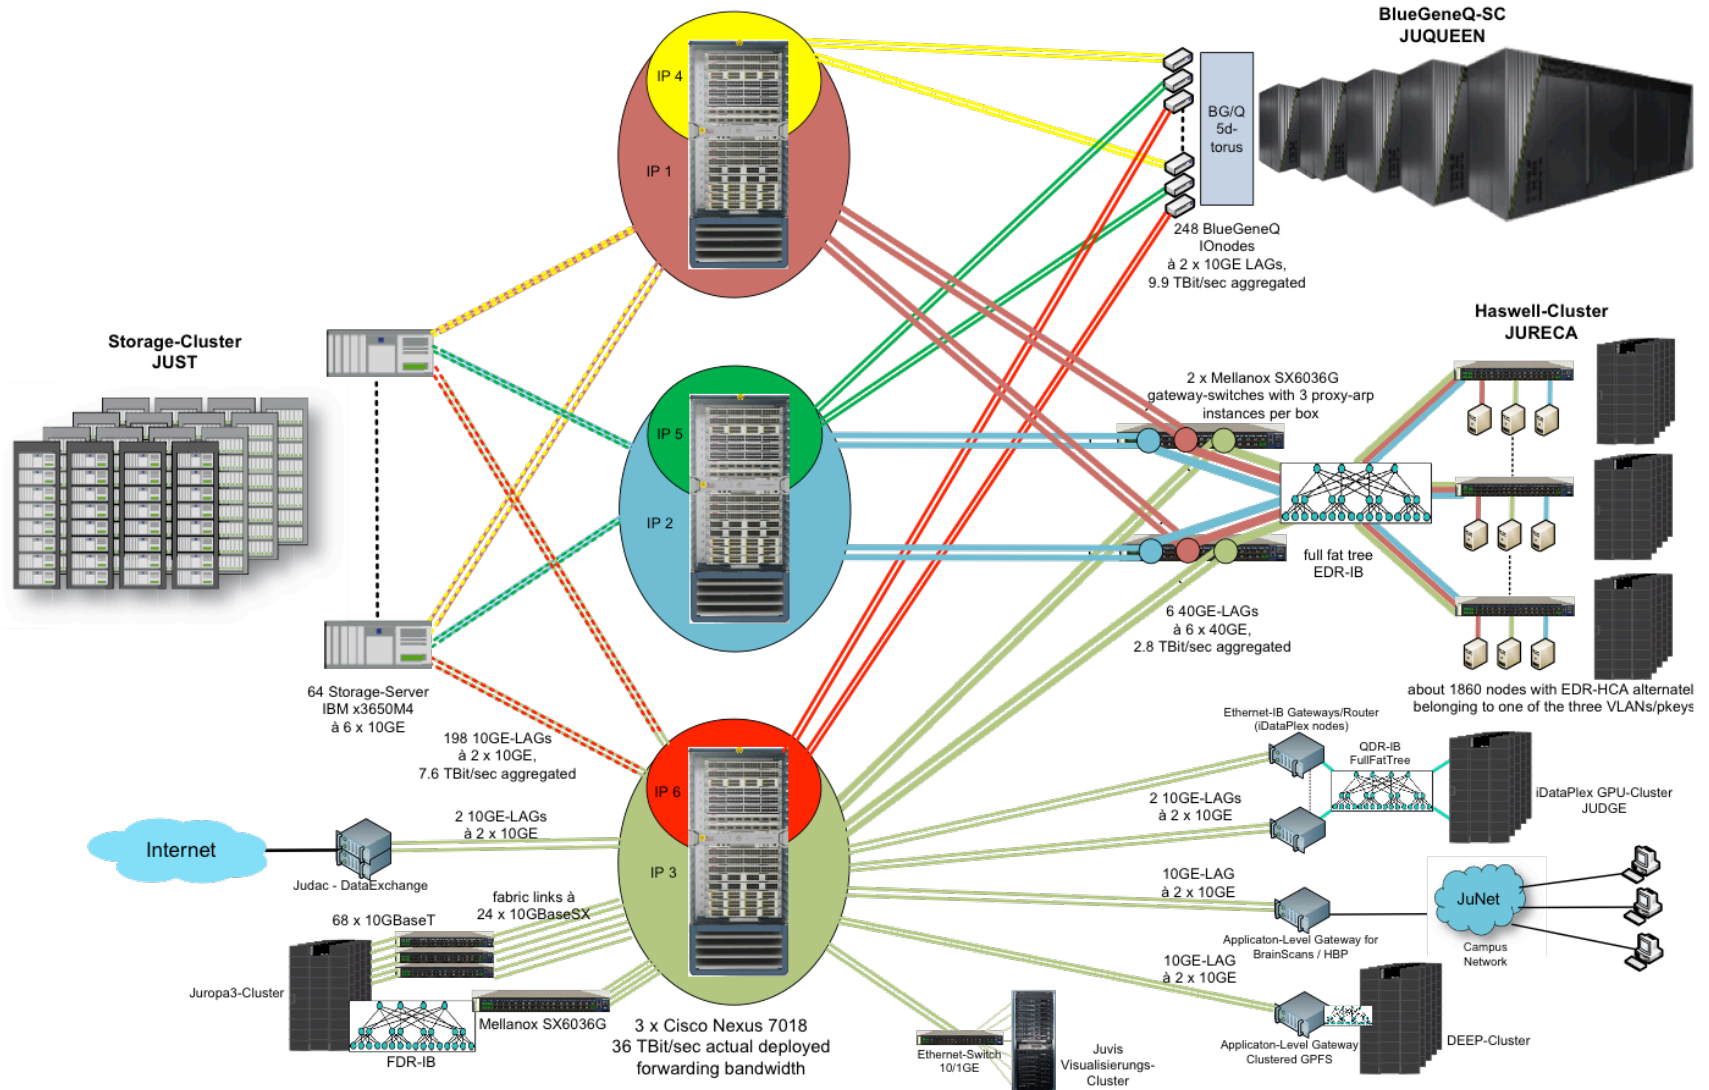 BlueGeneQ-SC
JUQUEEN
IP 4
IP 1
BG/Q
5d-
torus
248 BlueGeneQ
IOnodes
à 2 x 10GE LAGs,
9.9 TBit/sec aggregated
Storage-Cluster
JUST
Haswell-Cluster
JURECA
2 x Mellanox SX6036G
gateway-switches with 3 proxy-arp
instances per box
IP 5
IP 2
full fat tree
EDR-IB
6 40GE-LAGs
à 6 x 40GE,
2.8 TBit/sec aggregated
64 Storage-Server
IBM x3650M4
à 6 x 10GE
about 1860 nodes with EDR-HCA alternatel
belonging to one of the three VLANs/pkeys
198 10GE-LAGs
à 2 x 10GE,
7.6 TBit/sec aggregated
Ethernet-IB Gateways/Router
(iDataPlex nodes)
QDR-IB
FullFatTree
iDataPlex GPU-Cluster
JUDGE
IP 6
IP 3
2 10GE-LAGs
à 2 x 10GE
2 10GE-LAGs
à 2 x 10GE
Internet
Judac - DataExchange
10GE-LAG
à 2 x 10GE
JuNet
Applicaton-Level Gateway for
BrainScans / HBP
Campus
Network
fabric links à
24 x 10GBaseSX
68 x 10GBaseT
Juropa3-Cluster
Mellanox SX6036G
FDR-IB
10GE-LAG
à 2 x 10GE
3 x Cisco Nexus 7018
36 TBit/sec actual deployed
forwarding bandwidth
Ethernet-Switch
10/1GE
Juvis
Visualisierungs-
Cluster
Applicaton-Level Gateway
Clustered GPFS
DEEP-Cluster